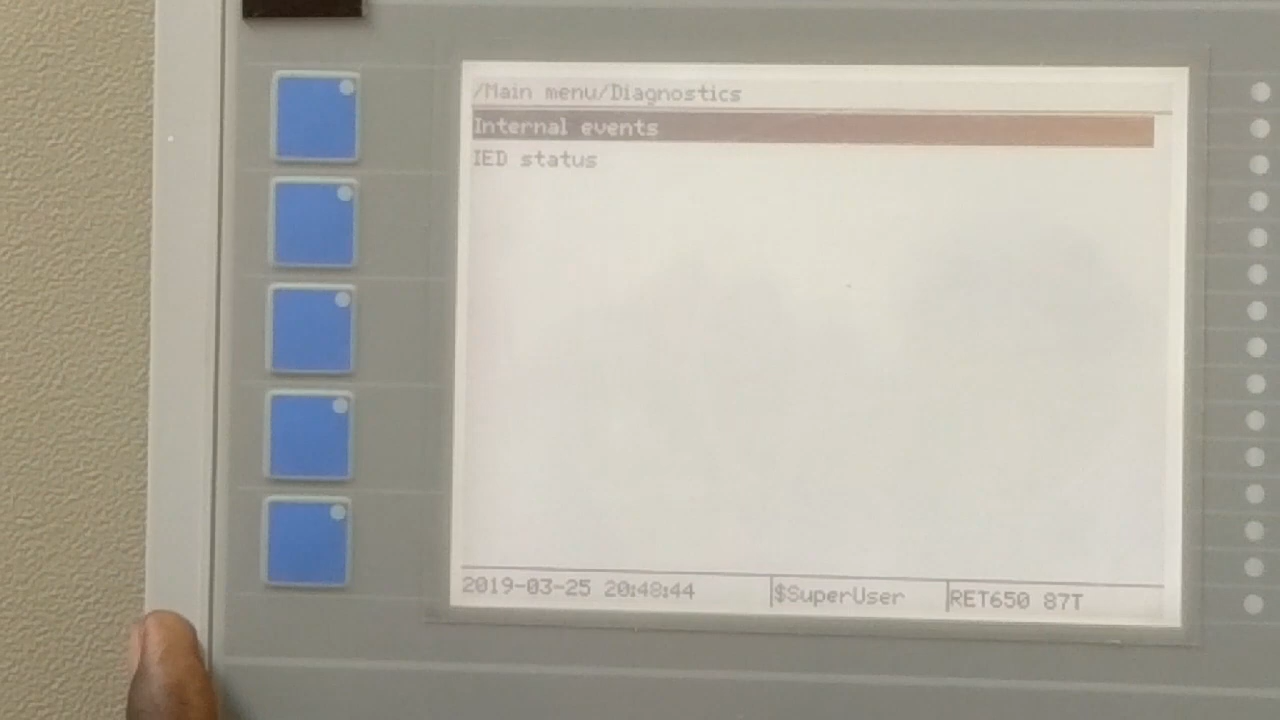 /Main menu/Diagnostics
Internal events
IED status
2019-03-25 20:48:44 $SuperUser RET650 87T